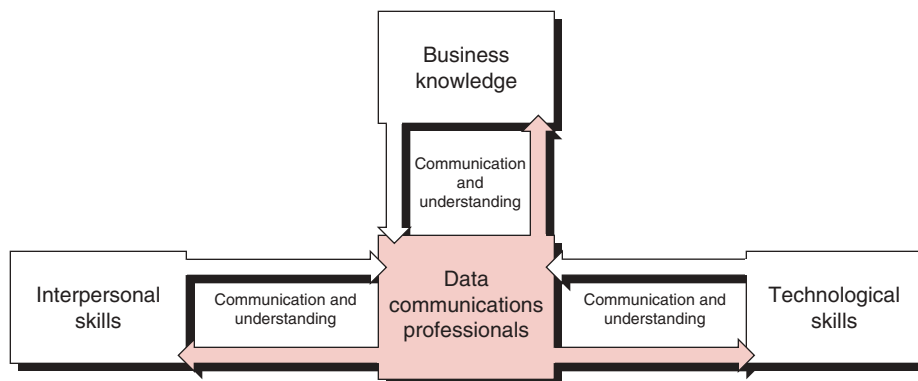 Business
knowledge
Communication
and
understanding
Interpersonal
skills
Communication and
understanding
Data
communications
professionals
Communication and
understanding
Technological
skills